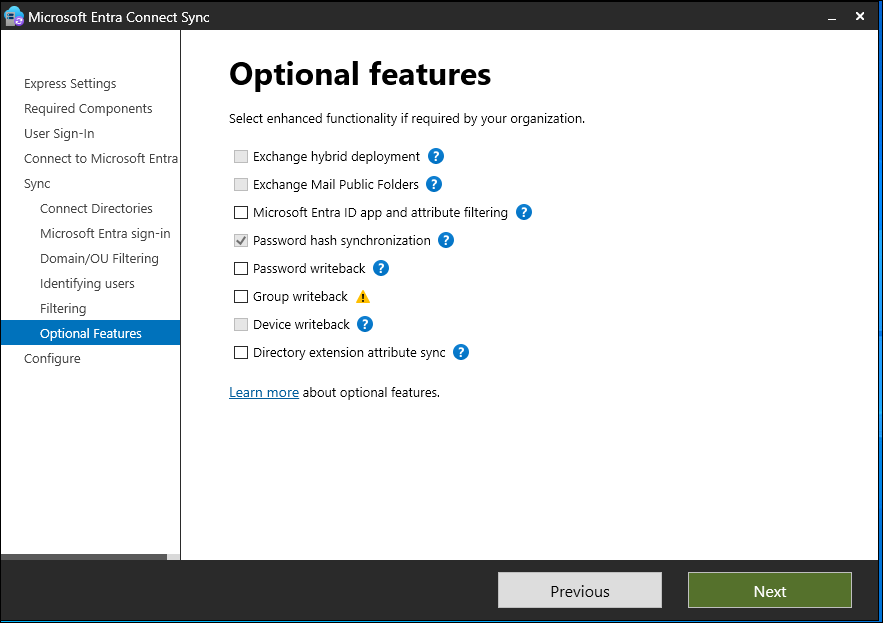 Microsoft Entra Connect Sync
Express Settings
Required Components
User Sign-In
Connect to Microsoft Entra
Sync
Connect Directories
Microsoft Entra sign-in
Domain/OU Filtering
Identifying users
Filtering
Optional Features
Configure
Optional features
Select enhanced functionality if required by your organization.
Exchange hybrid deployment ?
Exchange Mail Public Folders ?
Microsoft Entra ID app and attribute filtering ?
Password hash synchronization ?
Password writeback ?
Group writeback !
Device writeback ?
Directory extension attribute sync ?
Learn more about optional features.
Previous
Next